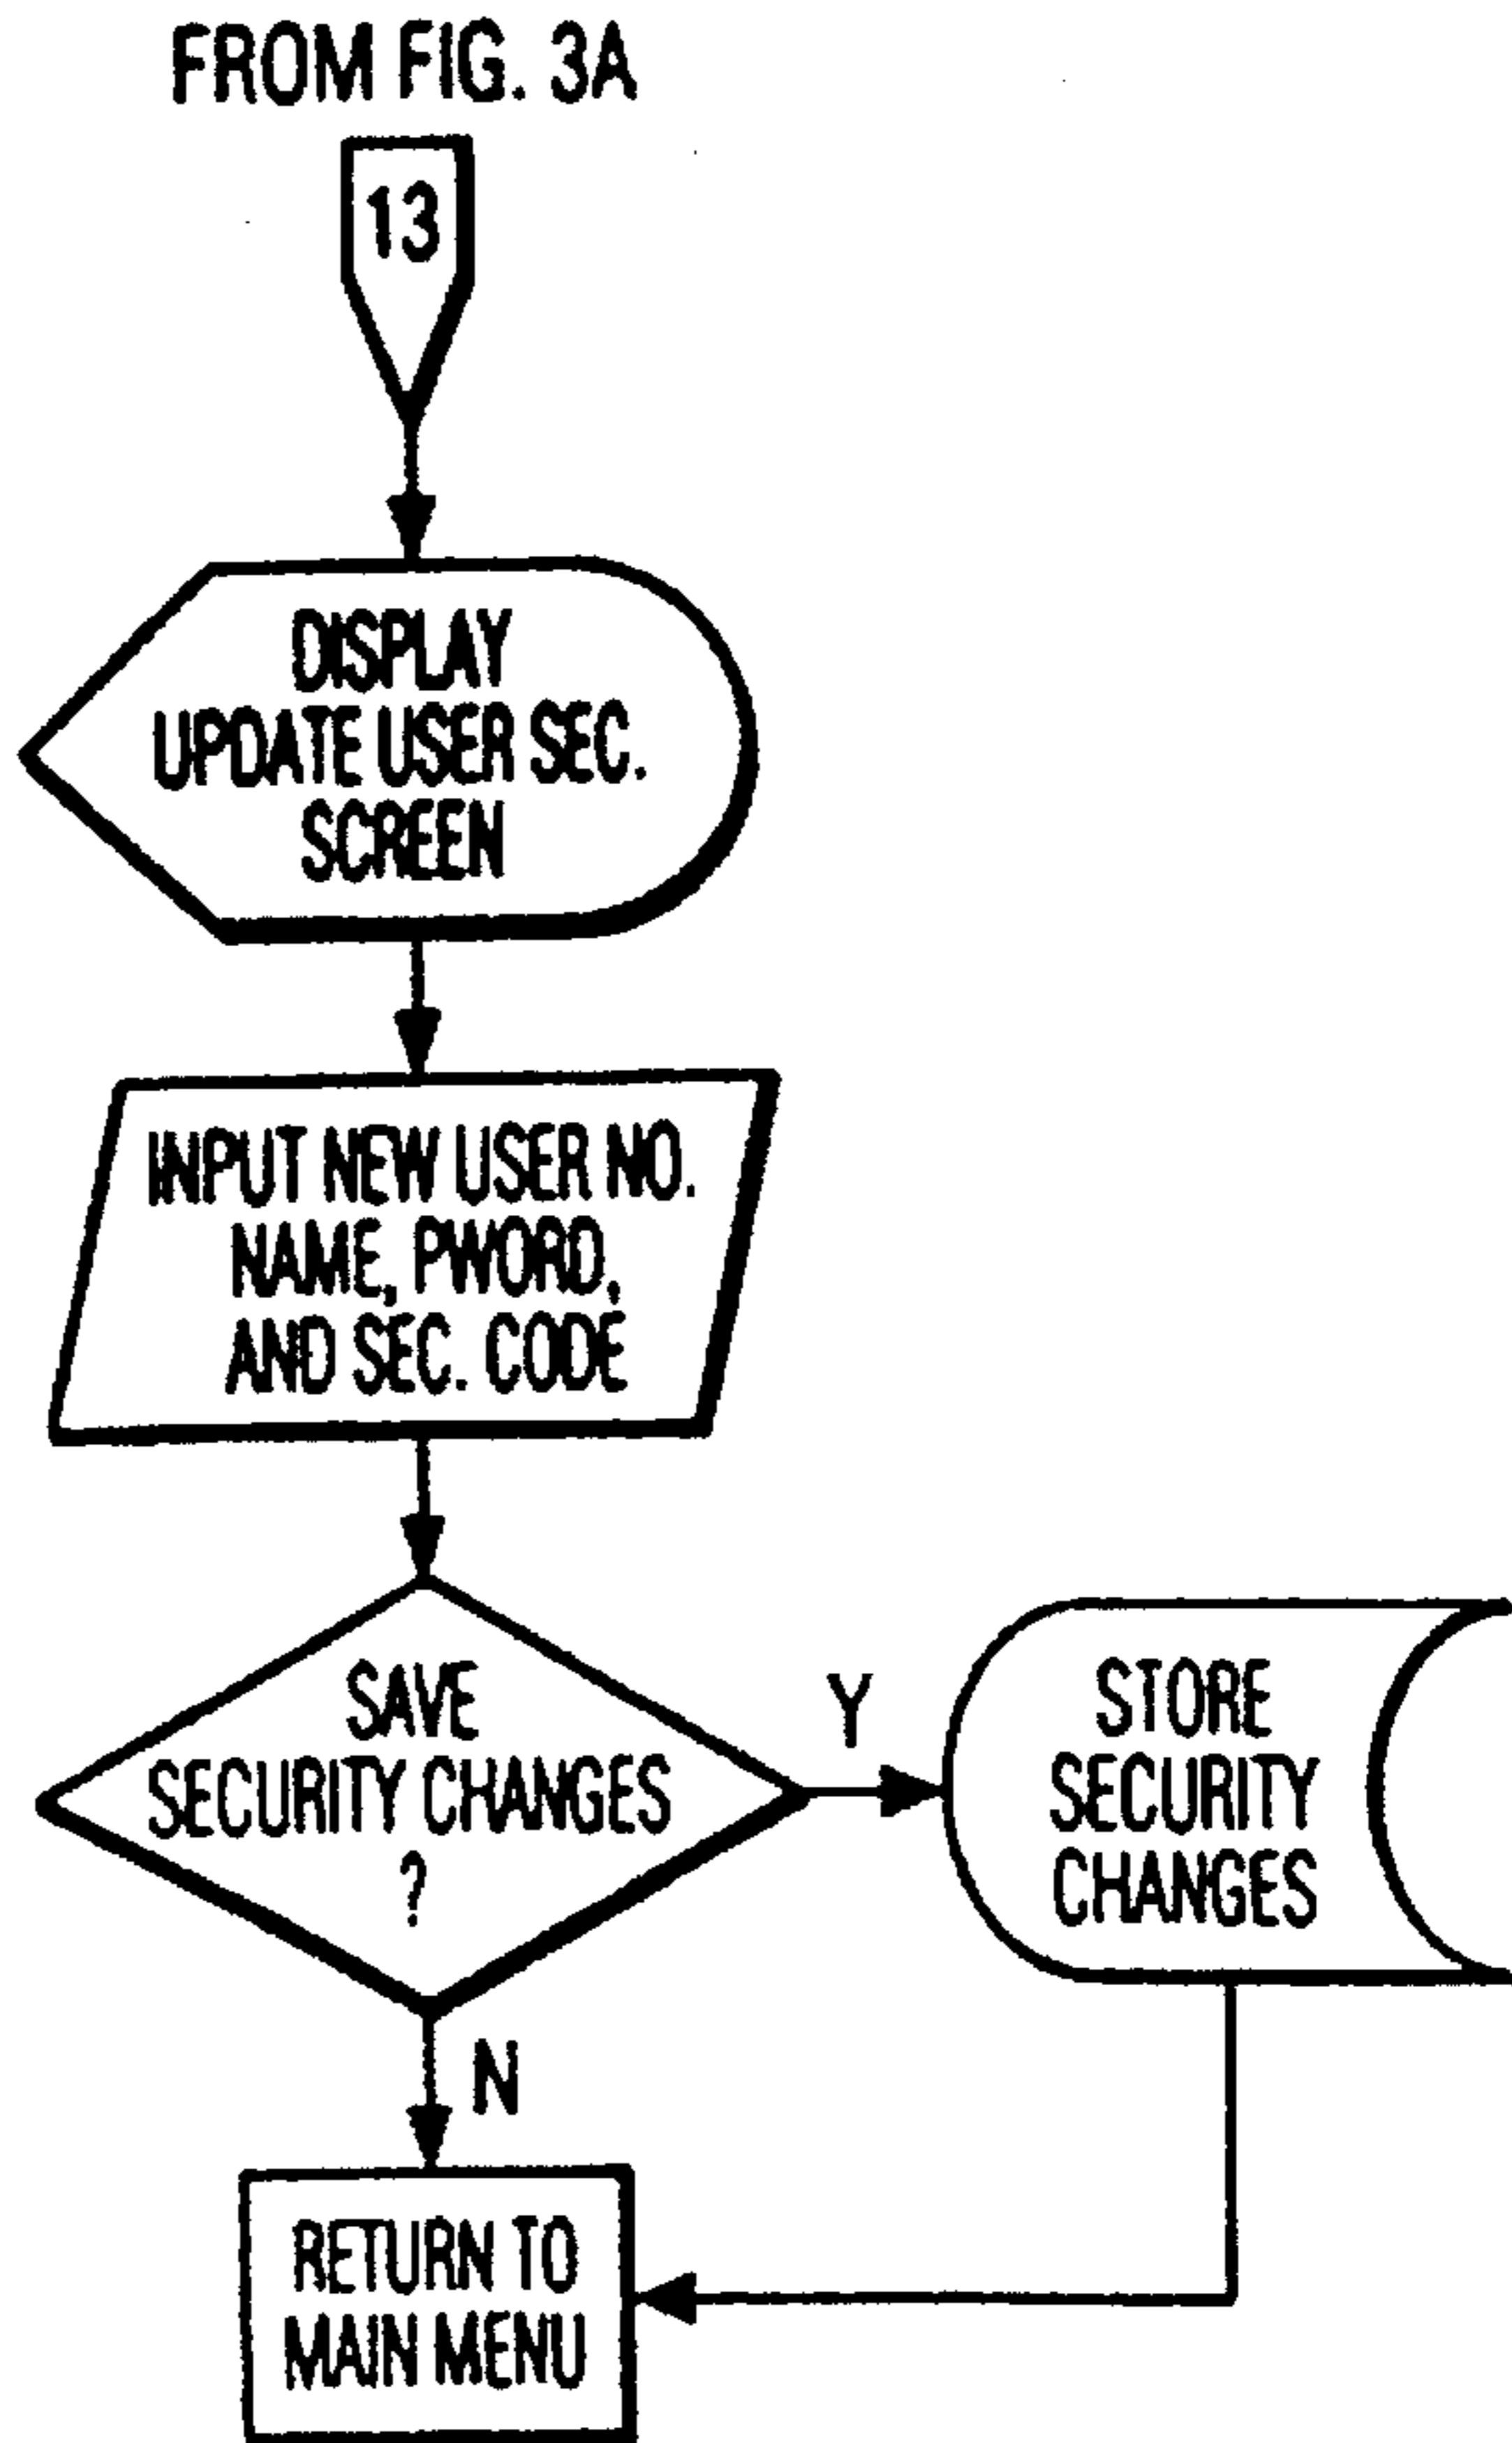 FROM FIG. 3A
13
DISPLAY
UPDATE USER SEC.
SCREEN
INPUT NEW USER NO.
NAME, PWORD,
AND SEC. CODE
SAVE
SECURITY CHANGES
?
Y
STORE
SECURITY
CHANGES
N
RETURN TO
MAIN MENU